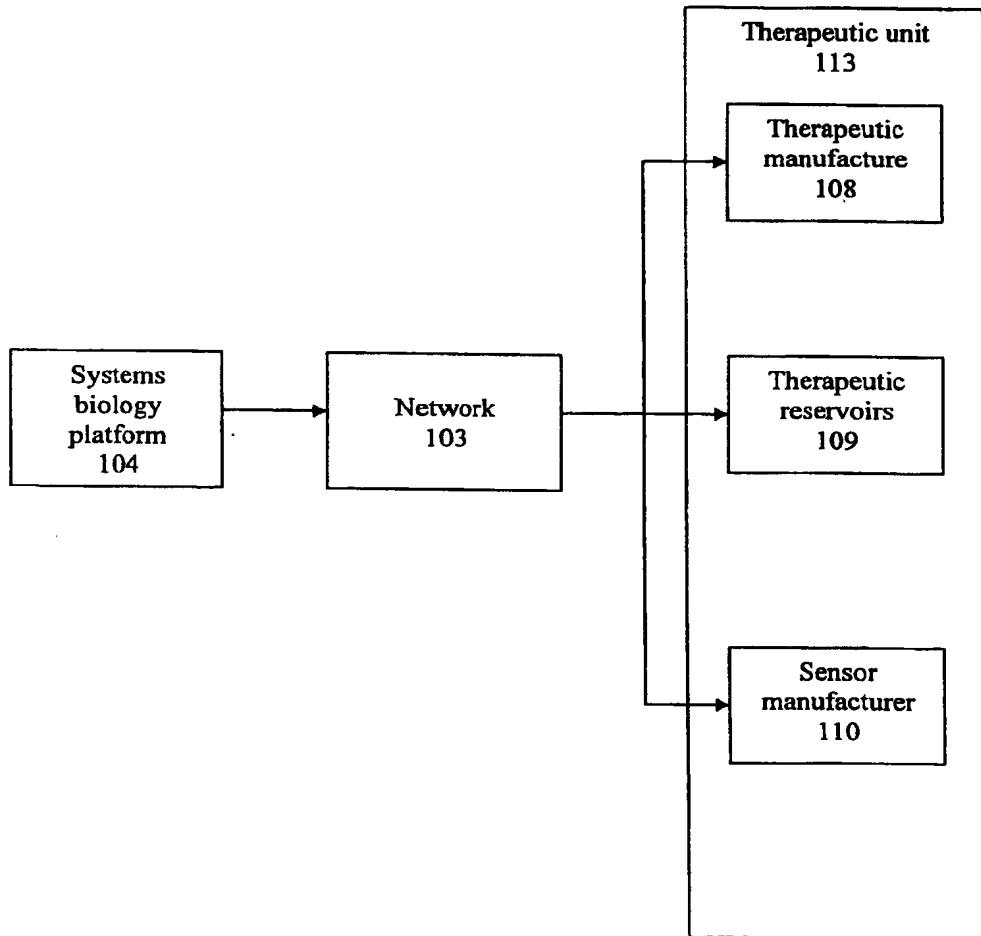 Therapeutic unit
113
Therapeutic
manufacture
108
Systems
biology
platform
104
Network
103
Therapeutic
reservoirs
109
Sensor
manufacturer
110